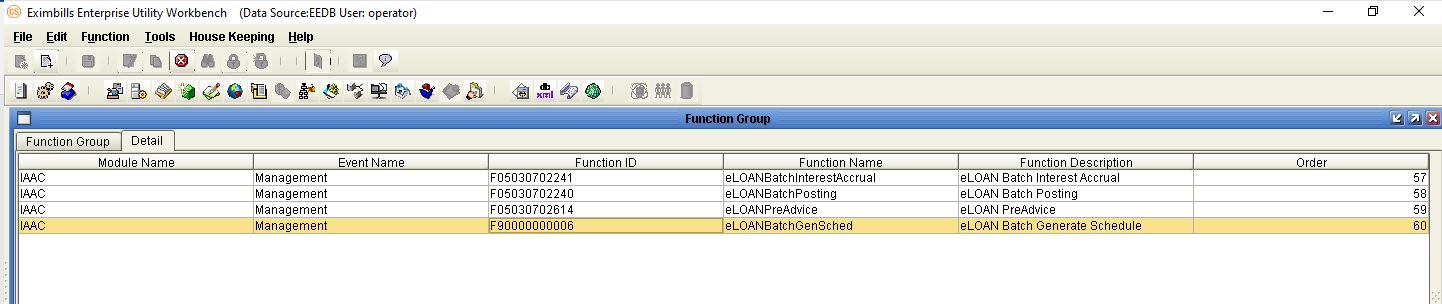 CS Eximbills Enterprise Utility Workbench (Data Source:EEDB User: operator)
File Edit Function Tools House Keeping Help
db xml
Function Group
Function Group Detail
Module Name Event Name Function ID Function Name Function Description Order
IAAC Management F05030702241 eLOANBatchInterestAccrual eLOAN Batch Interest Accrual 57
IAAC Management F05030702240 eLOANBatchPosting eLOAN Batch Posting 58
IAAC Management F05030702614 eLOANPreAdvice eLOAN PreAdvice 59
IAAC Management F90000000006 eLOANBatchGenSched eLOAN Batch Generate Schedule 60